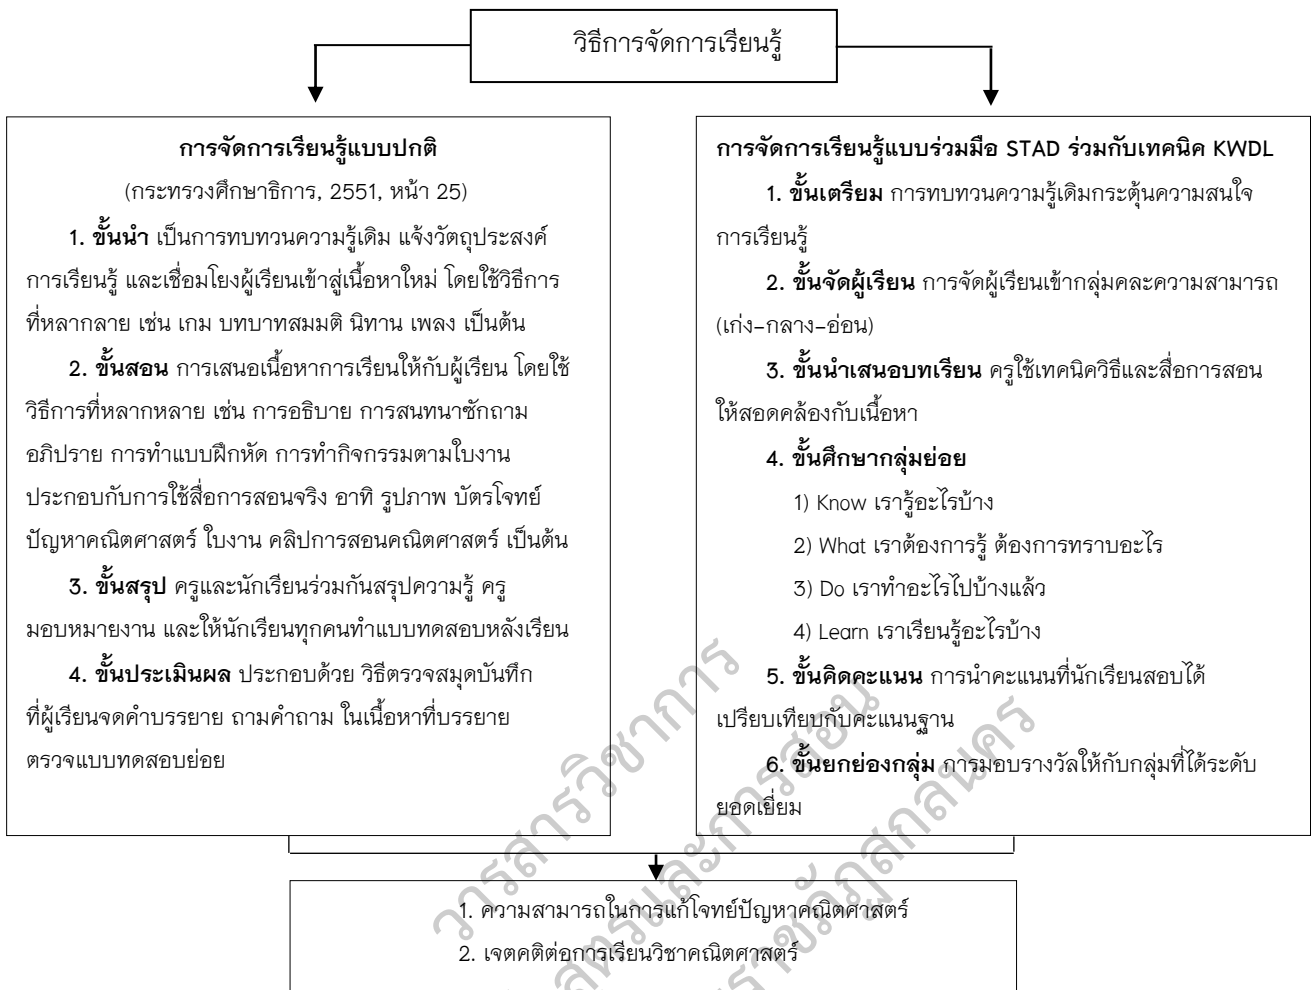 วิธีการจัดการเรียนรู้
การจัดการเรียนรู้แบบปกติ
(กระทรวงศึกษาธิการ, 2551, หน้า 25)
1. ขั้นนำ เป็นการทบทวนความรู้เดิม แจ้งวัตถุประสงค์
การเรียนรู้ และเชื่อมโยงผู้เรียนเข้าสู่เนื้อหาใหม่ โดยใช้วิธีการ
ที่หลากลาย เช่น เกม บทบาทสมมติ นิทาน เพลง เป็นต้น
2. ขั้นสอน การเสนอเนื้อหาการเรียนให้กับผู้เรียน โดยใช้
วิธีการที่หลากหลาย เช่น การอธิบาย การสนทนาซักถาม
อภิปราย การทำแบบฝึกหัด การทำกิจกรรมตามใบงาน
ประกอบกับการใช้สื่อการสอนจริง อาทิ รูปภาพ บัตรโจทย์
ปัญหาคณิตศาสตร์ ใบงาน คลิปการสอนคณิตศาสตร์ เป็นต้น
3. ขั้นสรุป ครูและนักเรียนร่วมกันสรุปความรู้ ครู
มอบหมายงาน และให้นักเรียนทุกคนทำแบบทดสอบหลังเรียน
4. ขั้นประเมินผล ประกอบด้วย วิธีตรวจสมุดบันทึก
ที่ผู้เรียนจดคำบรรยาย ถามคำถาม ในเนื้อหาที่บรรยาย
ตรวจแบบทดสอบย่อย
การจัดการเรียนรู้แบบร่วมมือ STAD ร่วมกับเทคนิค KWDL
1. ขั้นเตรียม การทบทวนความรู้เดิมกระตุ้นความสนใจ
การเรียนรู้
2. ขั้นจัดผู้เรียน การจัดผู้เรียนเข้ากลุ่มคละความสามารถ
(เก่ง-กลาง-อ่อน)
3. ขั้นนำเสนอบทเรียน ครูใช้เทคนิควิธีและสื่อการสอน
ให้สอดคล้องกับเนื้อหา
4. ขั้นศึกษากลุ่มย่อย
1) Know เรารู้อะไรบ้าง
2) What เราต้องการรู้ ต้องการทราบอะไร
3) Do เราทำอะไรไปบ้างแล้ว
4) Learn เราเรียนรู้อะไรบ้าง
5. ขั้นคิดคะแนน การนำคะแนนที่นักเรียนสอบได้
เปรียบเทียบกับคะแนนฐาน
6. ขั้นยกย่องกลุ่ม การมอบรางวัลให้กับกลุ่มที่ได้ระดับ
ยอดเยี่ยม
1. ความสามารถในการแก้โจทย์ปัญหาคณิตศาสตร์
2. เจตคติต่อการเรียนวิชาคณิตศาสตร์
วารสารวิชาการ